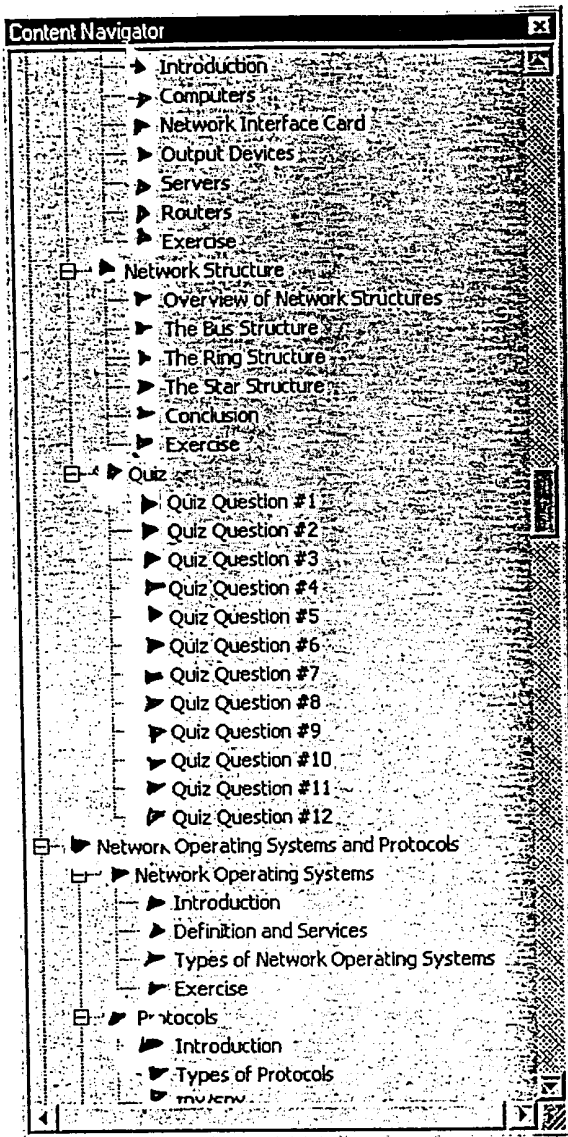 Content Navigator
Introduction
Computers
Network Interface Card
Output Devices
Servers
Routers
Exercise
Network Structure
Overview of Network Structures
The Bus Structure
The Ring Structure
The Star Structure
Conclusion
Exercise
Quiz
Quiz Question #1
Quiz Question #2
Quiz Question #3
Quiz Question #4
Quiz Question #5
Quiz Question #6
Quiz Question #7
Quiz Question #8
Quiz Question #9
Quiz Question #10
Quiz Question #11
Quiz Question #12
Network Operating Systems and Protocols
Network Operating Systems
Introduction
Definition and Services
Types of Network Operating Systems
Exercise
Protocols
Introduction
Types of Protocols